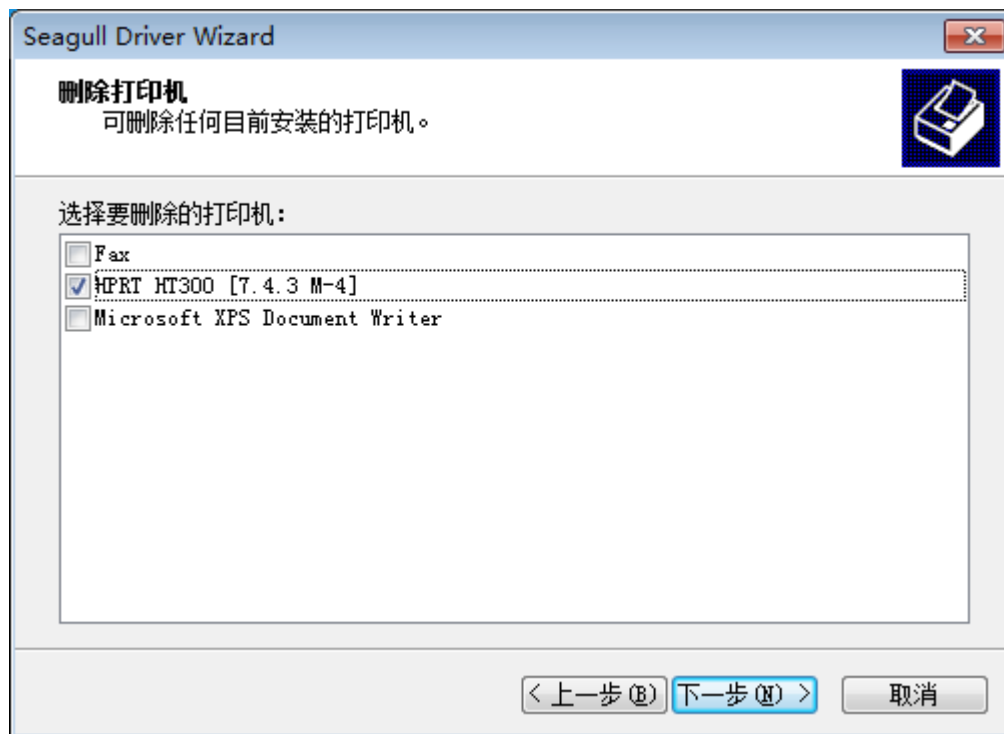 Seagull Driver Wizard
删除打印机
可删除任何目前安装的打印机。
选择要删除的打印机：
Fax
HPRT HT300 [7.4.3 M-4]
Microsoft XPS Document Writer
< 上一步(B) 下一步(N) > 取消